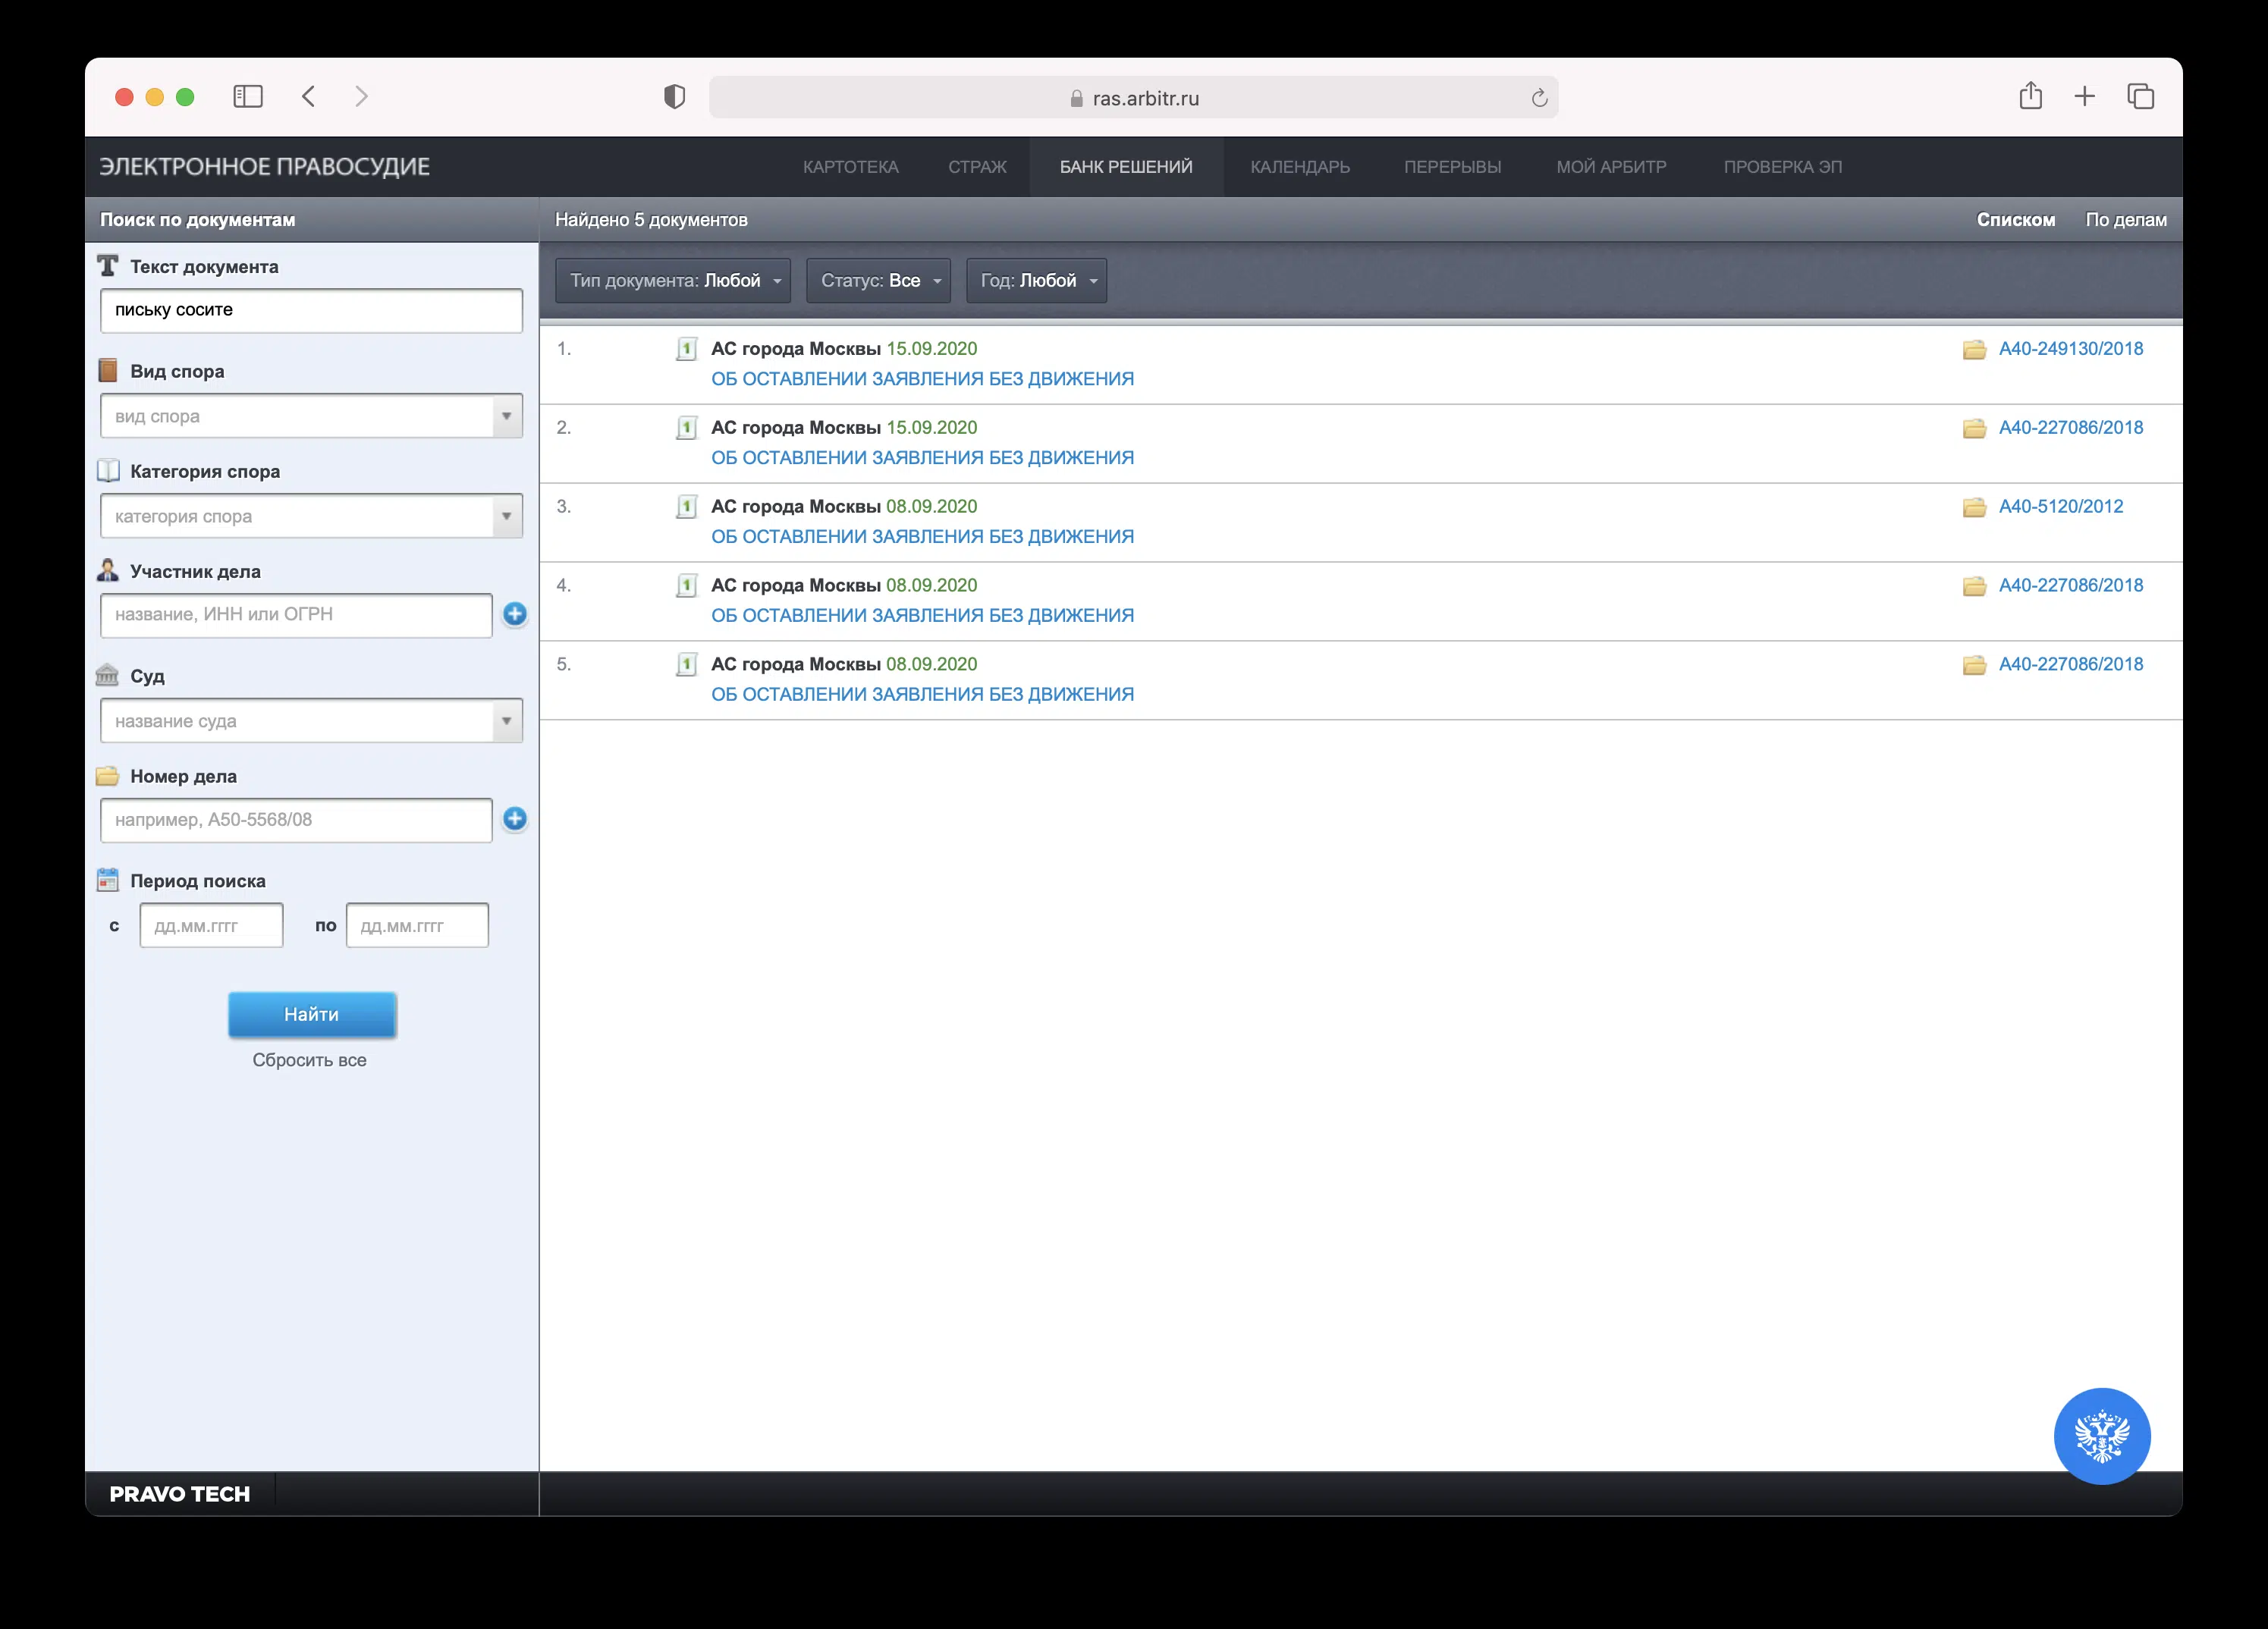 ras.arbitr.ru
ЭЛЕКТРОННОЕ ПРАВОСУДИЕ
КАРТОТЕКА
СТРАЖ
БАНК РЕШЕНИЙ
КАЛЕНДАРЬ
ПЕРЕРЫВЫ
МОЙ АРБИТР
ПРОВЕРКА ЭП
Поиск по документам
Текст документа
письку сосите
Вид спора
вид спора
Категория спора
категория спора
Участник дела
название, ИНН или ОГРН
Суд
название суда
Номер дела
например, А50-5568/08
Период поиска
с дд.мм.гггг по дд.мм.гггг
Найти
Сбросить все
Найдено 5 документов
Списком По делам
Тип документа: Любой Статус: Все Год: Любой
1. 1 АС города Москвы 15.09.2020 А40-249130/2018
ОБ ОСТАВЛЕНИИ ЗАЯВЛЕНИЯ БЕЗ ДВИЖЕНИЯ
2. 1 АС города Москвы 15.09.2020 А40-227086/2018
ОБ ОСТАВЛЕНИИ ЗАЯВЛЕНИЯ БЕЗ ДВИЖЕНИЯ
3. 1 АС города Москвы 08.09.2020 А40-5120/2012
ОБ ОСТАВЛЕНИИ ЗАЯВЛЕНИЯ БЕЗ ДВИЖЕНИЯ
4. 1 АС города Москвы 08.09.2020 А40-227086/2018
ОБ ОСТАВЛЕНИИ ЗАЯВЛЕНИЯ БЕЗ ДВИЖЕНИЯ
5. 1 АС города Москвы 08.09.2020 А40-227086/2018
ОБ ОСТАВЛЕНИИ ЗАЯВЛЕНИЯ БЕЗ ДВИЖЕНИЯ
PRAVO TECH